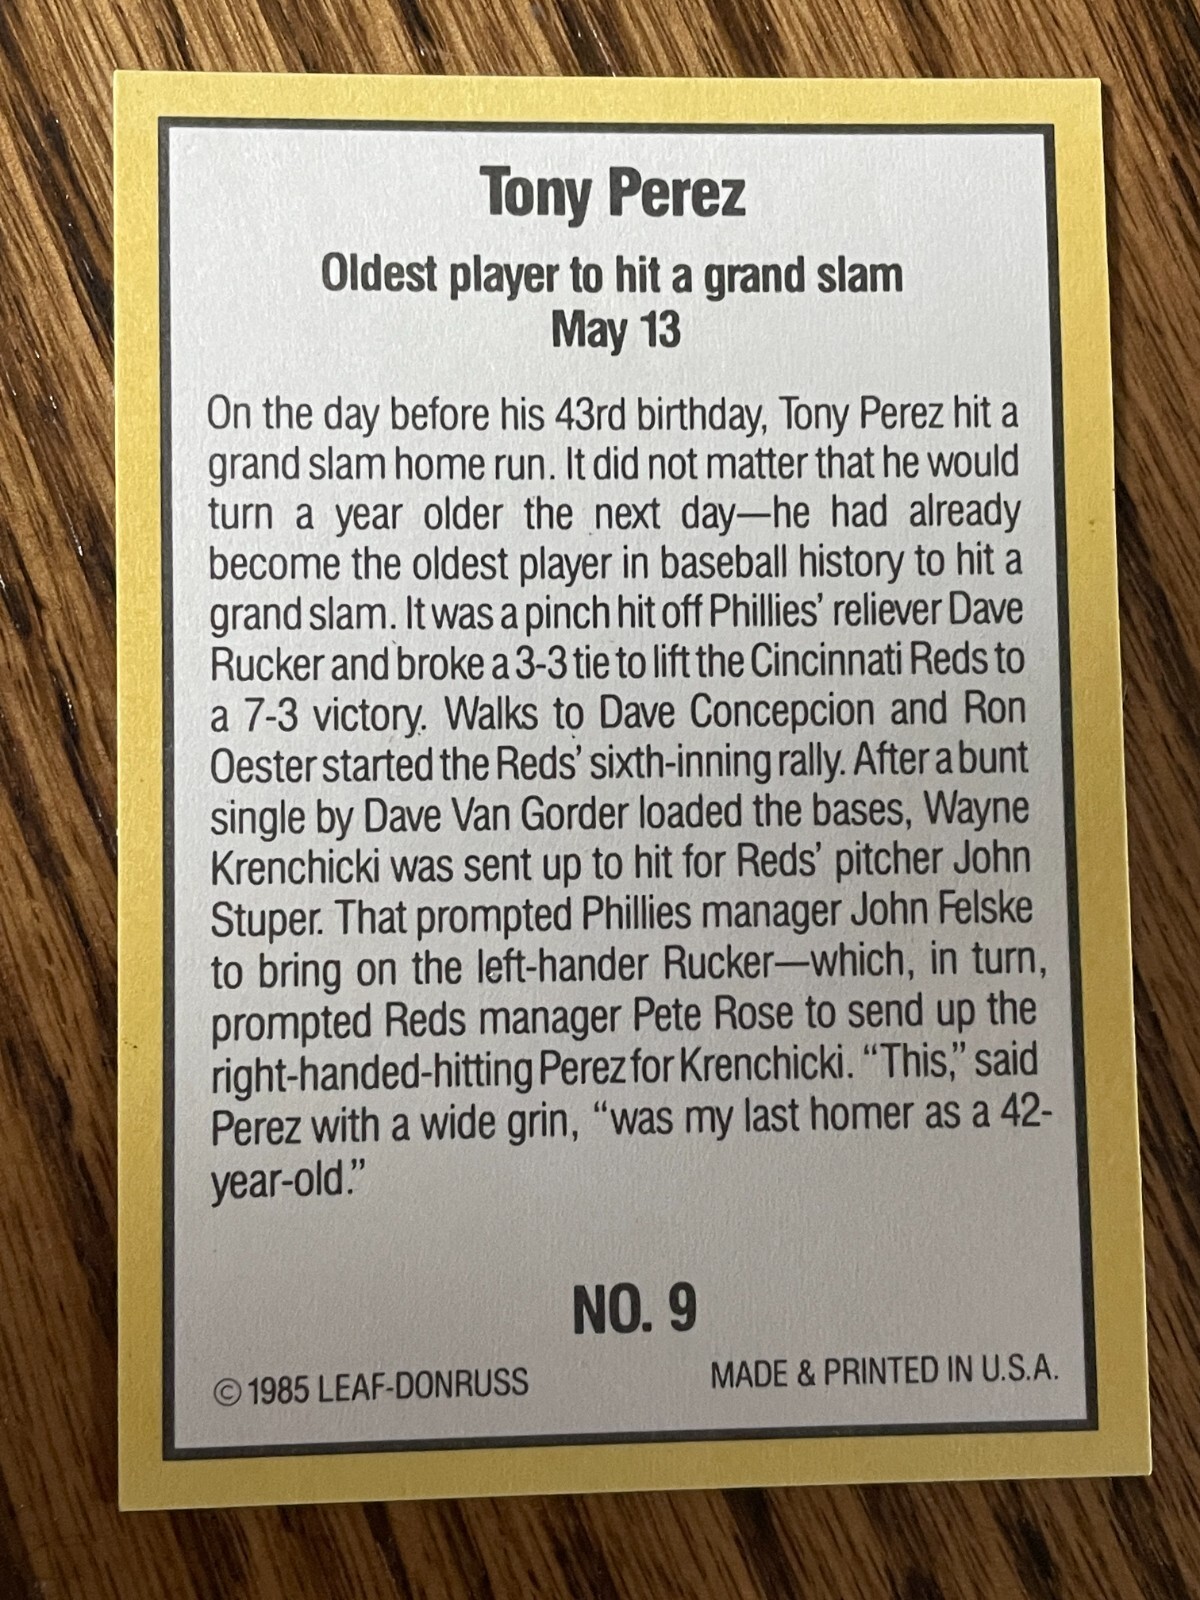 Tony Perez
Oldest player to hit a grand slam
May 13
On the day before his 43rd birthday, Tony Perez hit a
grand slam home run. It did not matter that he would
turn a year older the next day—he had already
become the oldest player in baseball history to hit a
grand slam. It was a pinch hit off Phillies’ reliever Dave
Rucker and broke a 3-3 tie to lift the Cincinnati Reds to
a 7-3 victory. Walks to Dave Concepcion and Ron
Oester started the Reds’ sixth-inning rally. After a bunt
single by Dave Van Gorder loaded the bases, Wayne
Krenchicki was sent up to hit for Reds’ pitcher John
Stuper. That prompted Phillies manager John Felske
to bring on the left-hander Rucker—which, in turn,
prompted Reds manager Pete Rose to send up the
right-handed-hitting Perez for Krenchicki. “This,” said
Perez with a wide grin, “was my last homer as a 42-
year-old.”
NO. 9
© 1985 LEAF-DONRUSS MADE & PRINTED IN U.S.A.